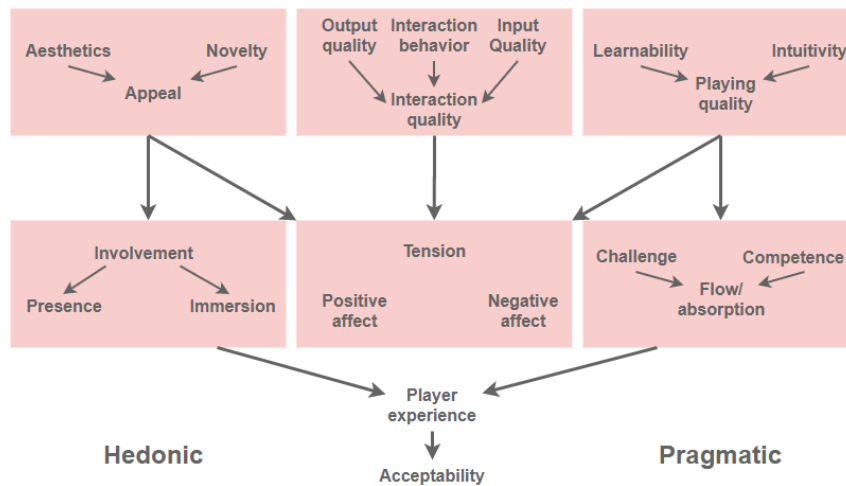 Aesthetics
Novelty
Appeal
Output
quality
Interaction
behavior
Input
Quality
Interaction
quality
Learnability
Intuitivity
Playing
quality
Involvement
Presence
Immersion
Tension
Positive
affect
Negative
affect
Challenge
Competence
Flow/
absorption
Player
experience
Hedonic
Pragmatic
Acceptability